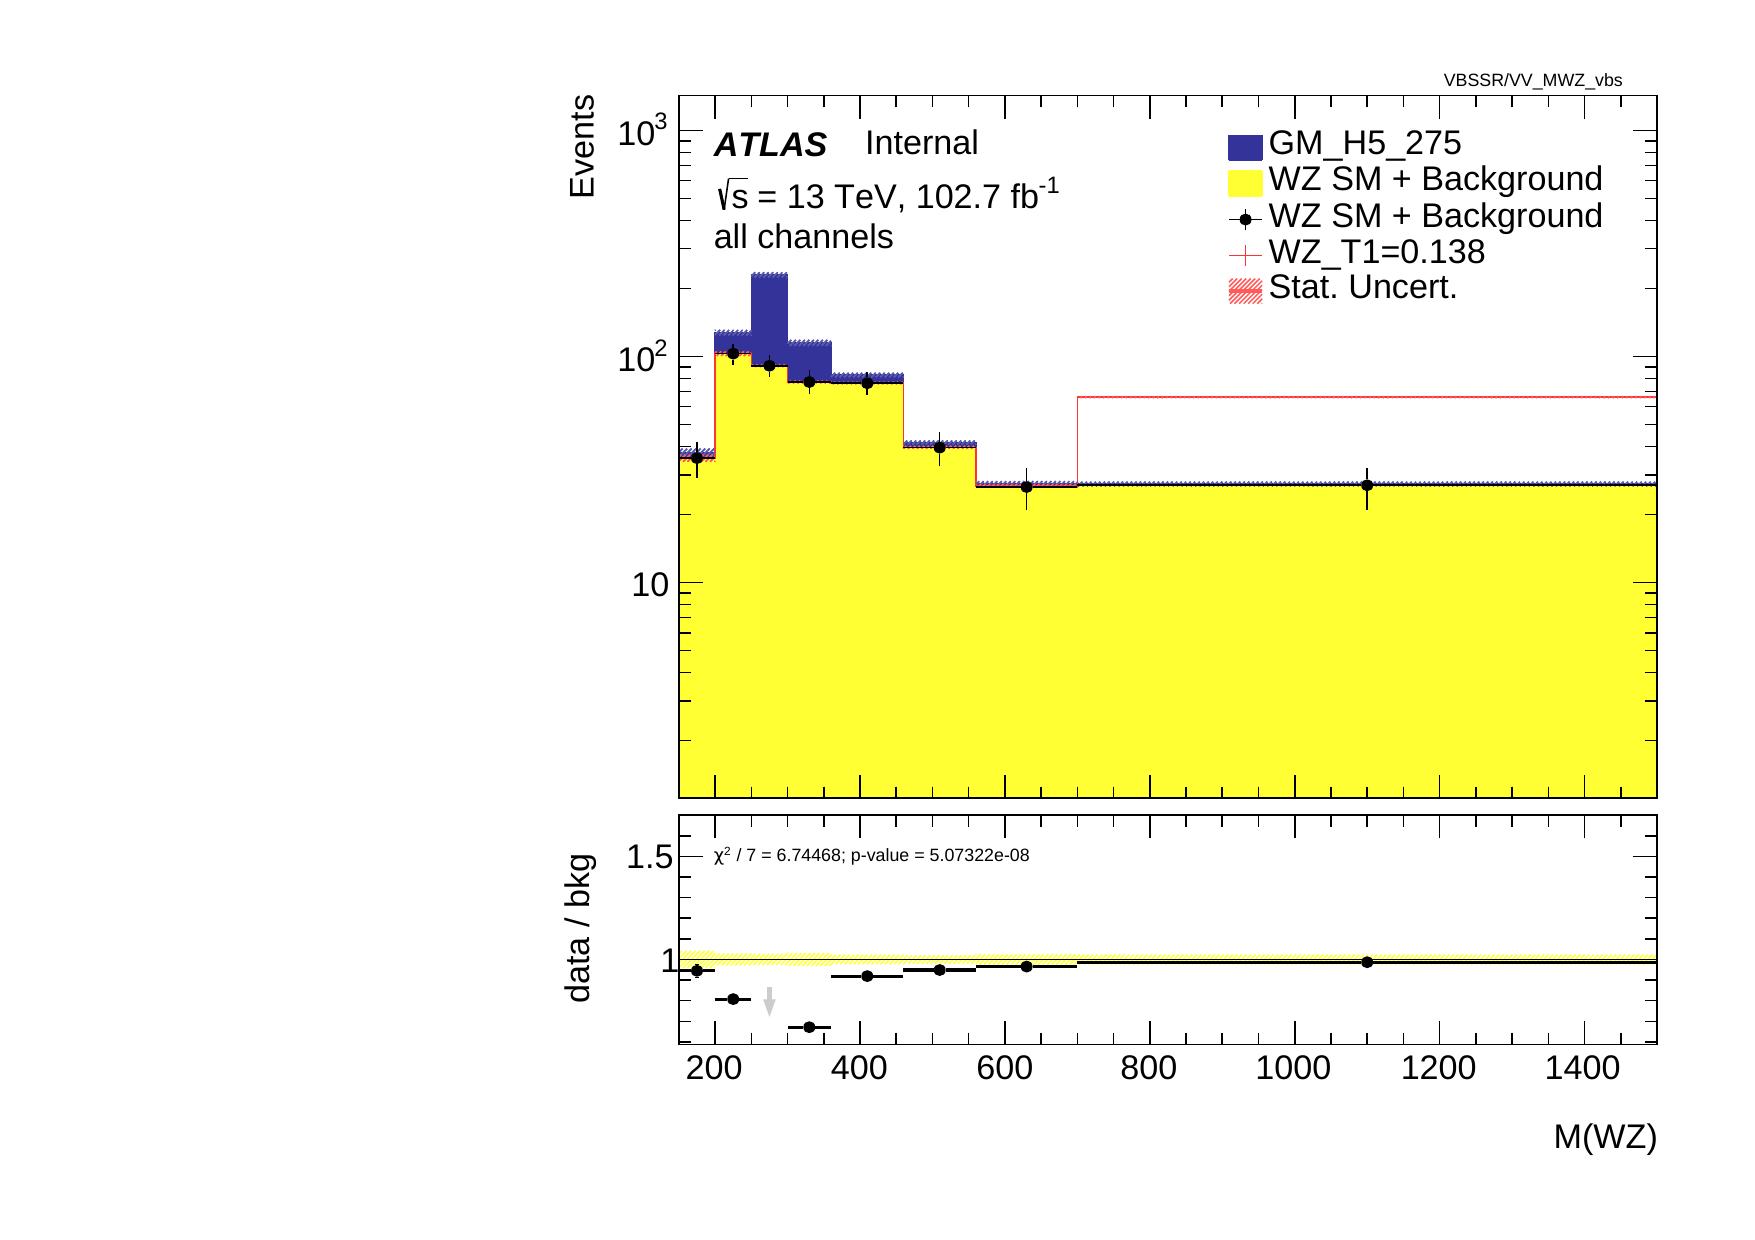 VBSSR/VV_MWZ_vbs
Events
10³
10²
10
ATLAS Internal
√s = 13 TeV, 102.7 fb⁻¹
all channels
GM_H5_275
WZ SM + Background
WZ SM + Background
WZ_T1=0.138
Stat. Uncert.
data / bkg
1.5
1
χ² / 7 = 6.74468; p-value = 5.07322e-08
200 400 600 800 1000 1200 1400
M(WZ)